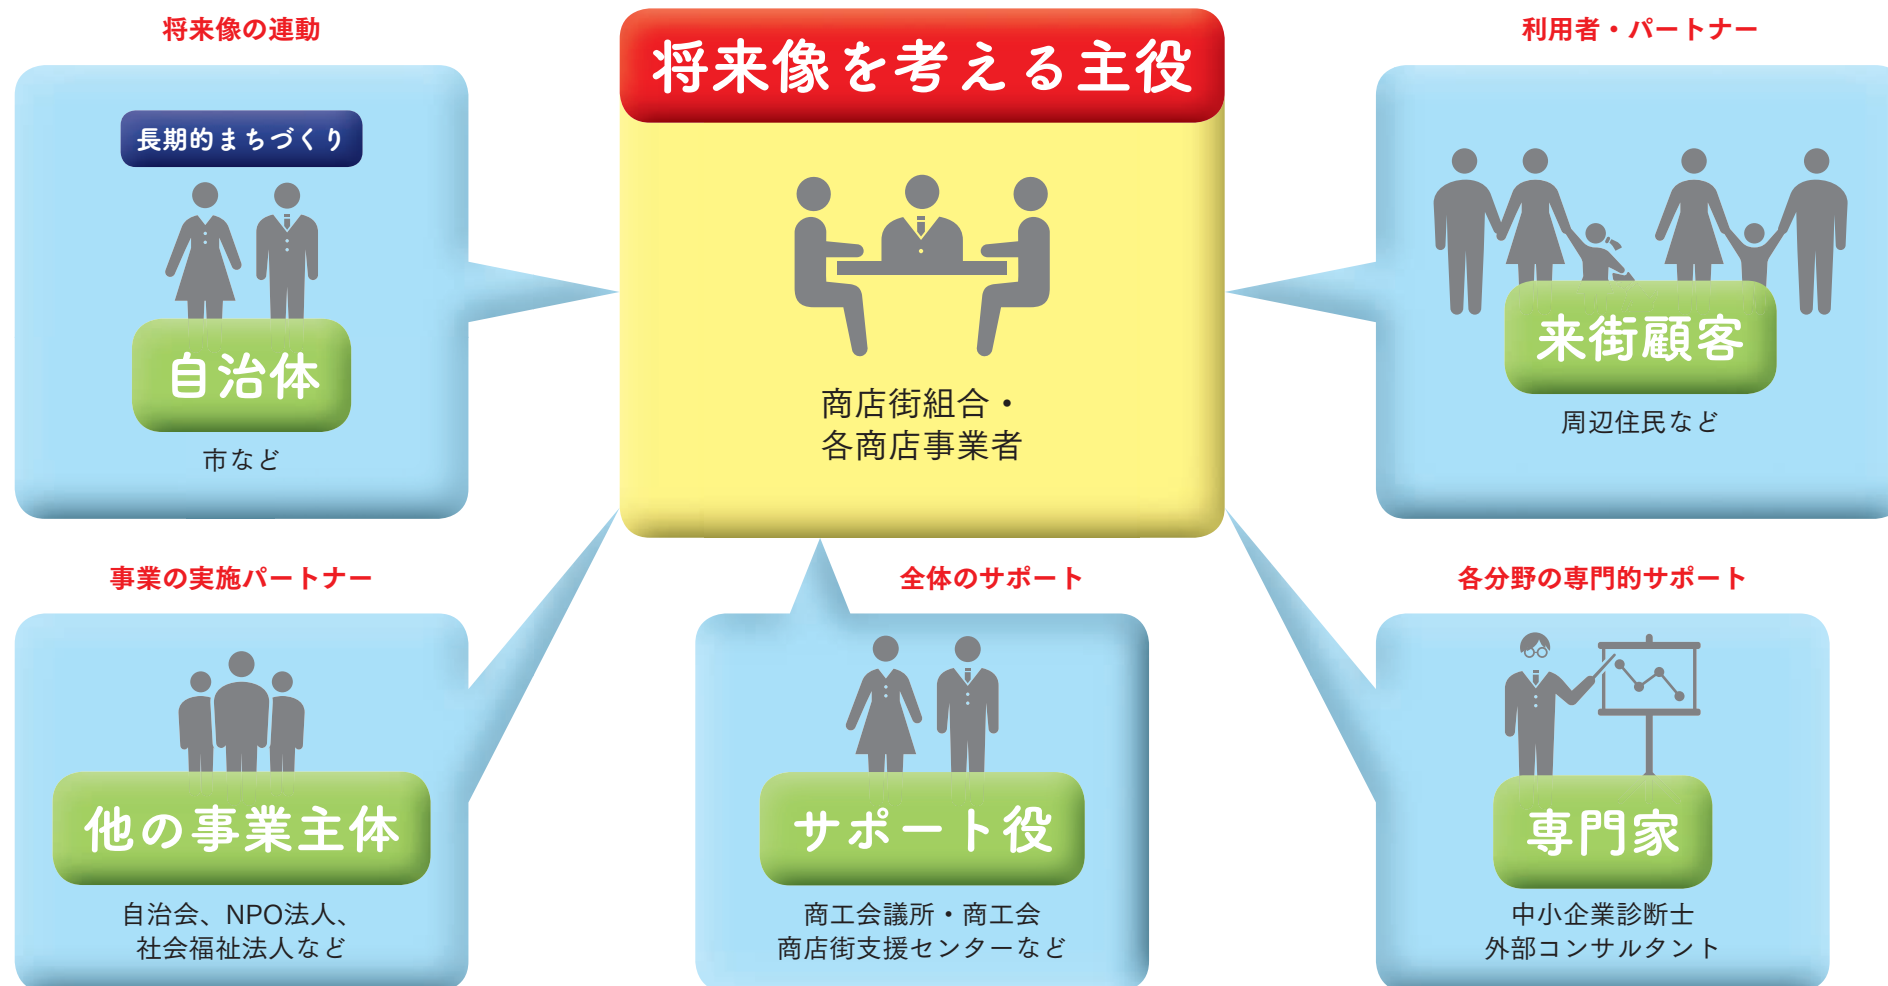 将来像の連動
長期的まちづくり
自治体
市など
将来像を考える主役
商店街組合・
各商店事業者
利用者・パートナー
来街顧客
周辺住民など
事業の実施パートナー
他の事業主体
自治会、NPO法人、
社会福祉法人など
全体のサポート
サポート役
商工会議所・商工会
商店街支援センターなど
各分野の専門的サポート
専門家
中小企業診断士
外部コンサルタント